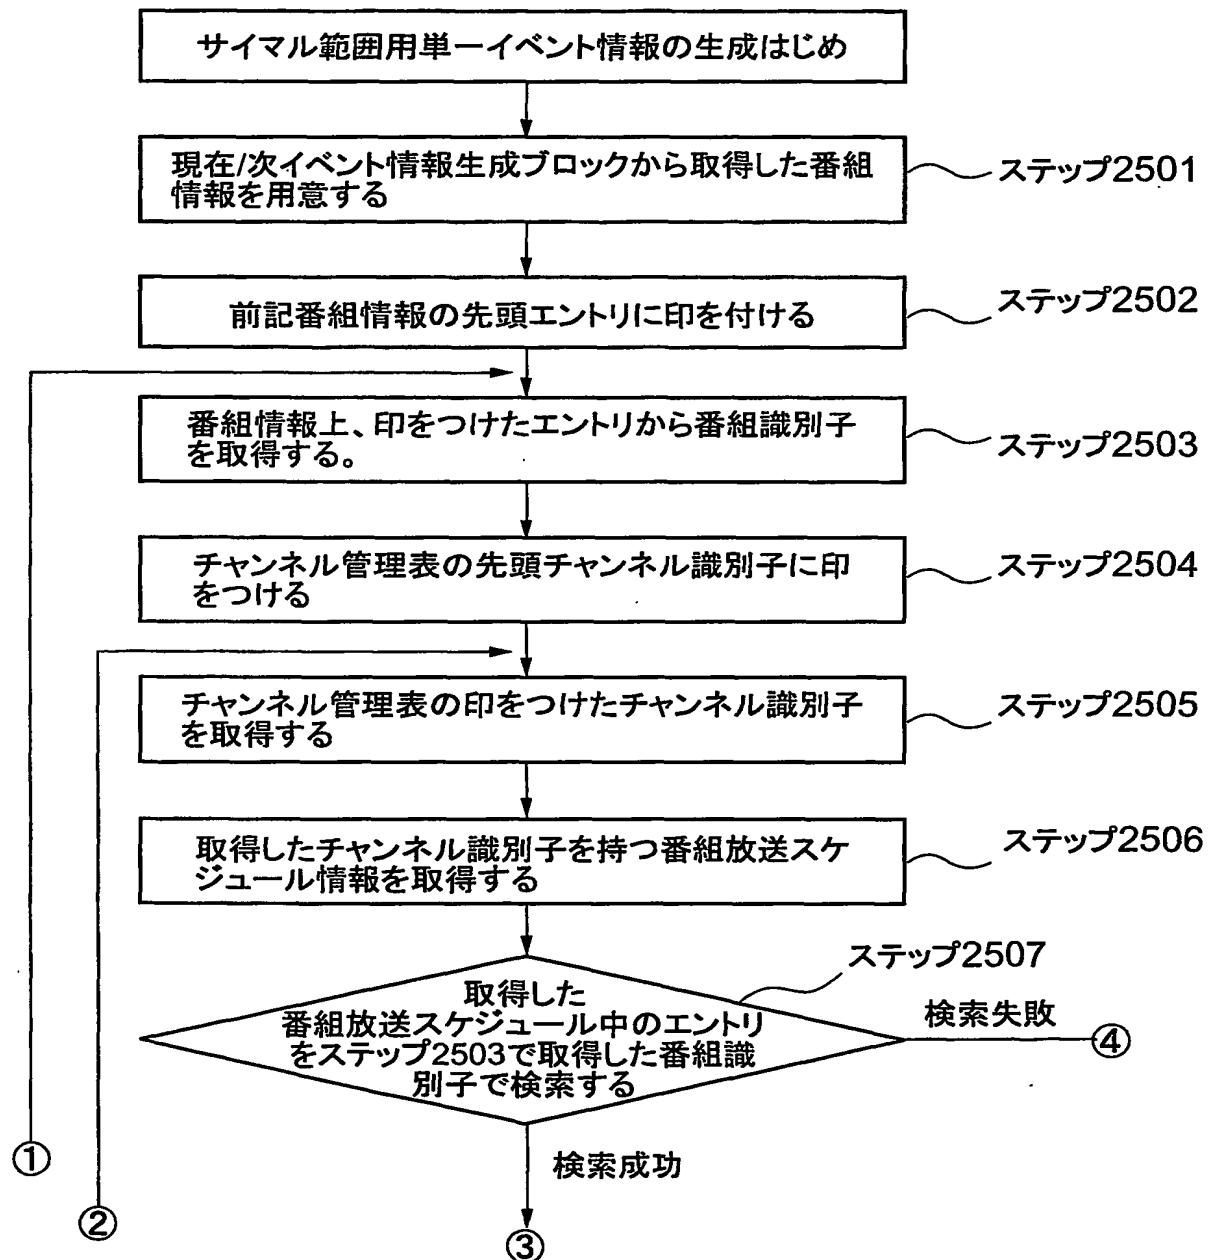 サイマル範囲用単一イベント情報の生成はじめ
現在/次イベント情報生成ブロックから取得した番組
情報を用意する
ステップ2501
前記番組情報の先頭エントリに印を付ける
ステップ2502
番組情報上、印をつけたエントリから番組識別子
を取得する。
ステップ2503
チャンネル管理表の先頭チャンネル識別子に印
をつける
ステップ2504
チャンネル管理表の印をつけたチャンネル識別子
を取得する
ステップ2505
取得したチャンネル識別子を持つ番組放送スケ
ジュール情報を取得する
ステップ2506
ステップ2507
取得した
番組放送スケジュール中のエントリ
をステップ2503で取得した番組識
別子で検索する
検索失敗
④
①
検索成功
②
③